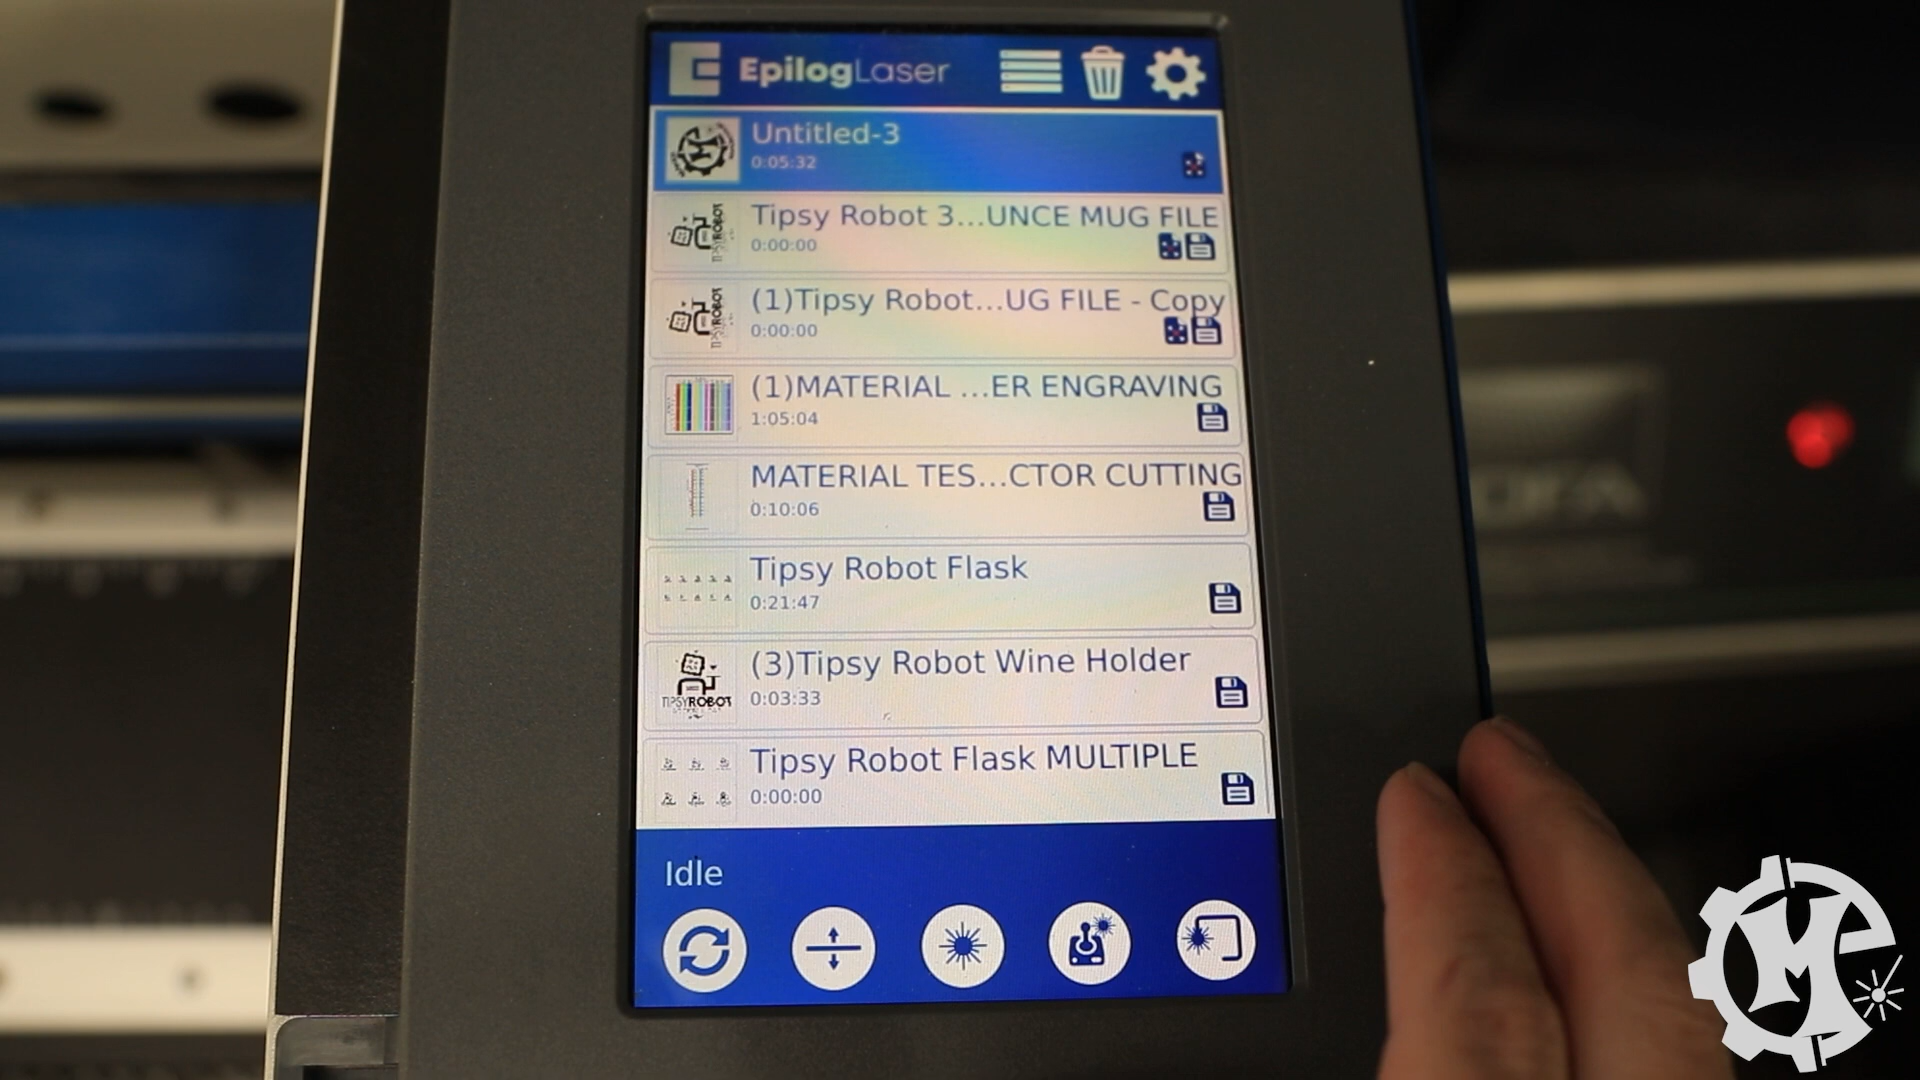 EpilogLaser
Untitled-3
0:05:32
Tipsy Robot 3...UNCE MUG FILE
0:00:00
(1)Tipsy Robot...UG FILE - Copy
0:00:00
(1)MATERIAL ...ER ENGRAVING
1:05:04
MATERIAL TES...CTOR CUTTING
0:10:06
Tipsy Robot Flask
0:21:47
(3)Tipsy Robot Wine Holder
0:03:33
TIPSYROBOT
Tipsy Robot Flask MULTIPLE
0:00:00
Idle